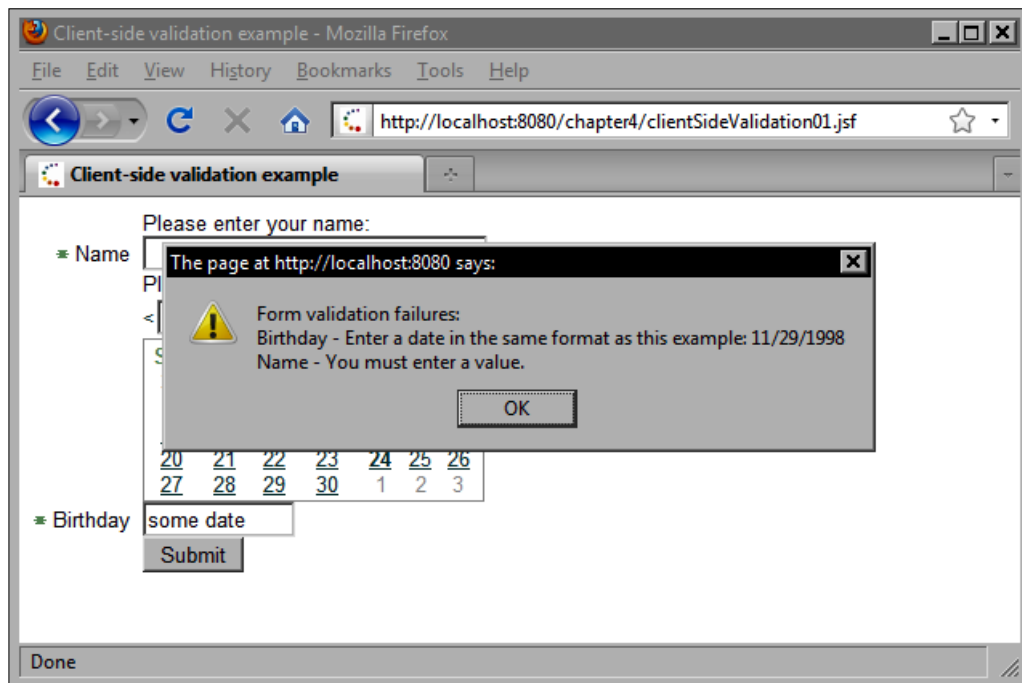 Client-side validation example - Mozilla Firefox
File Edit View History Bookmarks Tools Help
http://localhost:8080/chapter4/clientSideValidation01.jsf
Client-side validation example
Please enter your name:
* Name
The page at http://localhost:8080 says:
Pl
<
S
Form validation failures:
Birthday - Enter a date in the same format as this example: 11/29/1998
Name - You must enter a value.
OK
20 21 22 23 24 25 26
27 28 29 30 1 2 3
* Birthday some date
Submit
Done